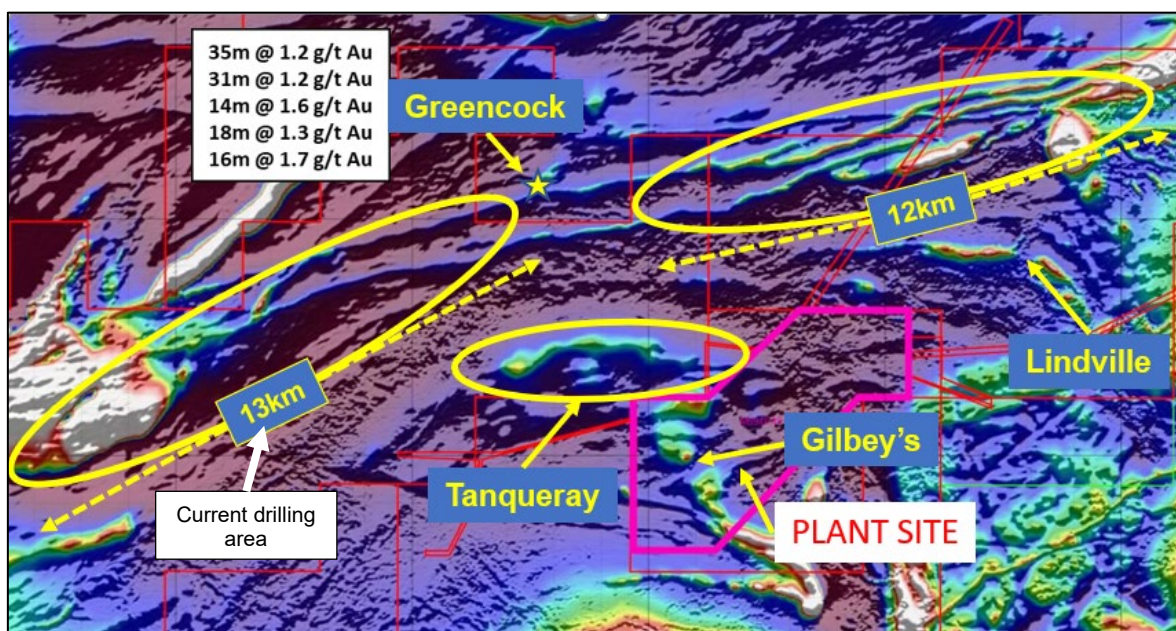 35m @ 1.2 g/t Au
31m @ 1.2 g/t Au
14m @ 1.6 g/t Au
18m @ 1.3 g/t Au
16m @ 1.7 g/t Au
Greencock
12km
Lindville
13km
Gilbey's
Tanqueray
Current drilling
area
PLANT SITE